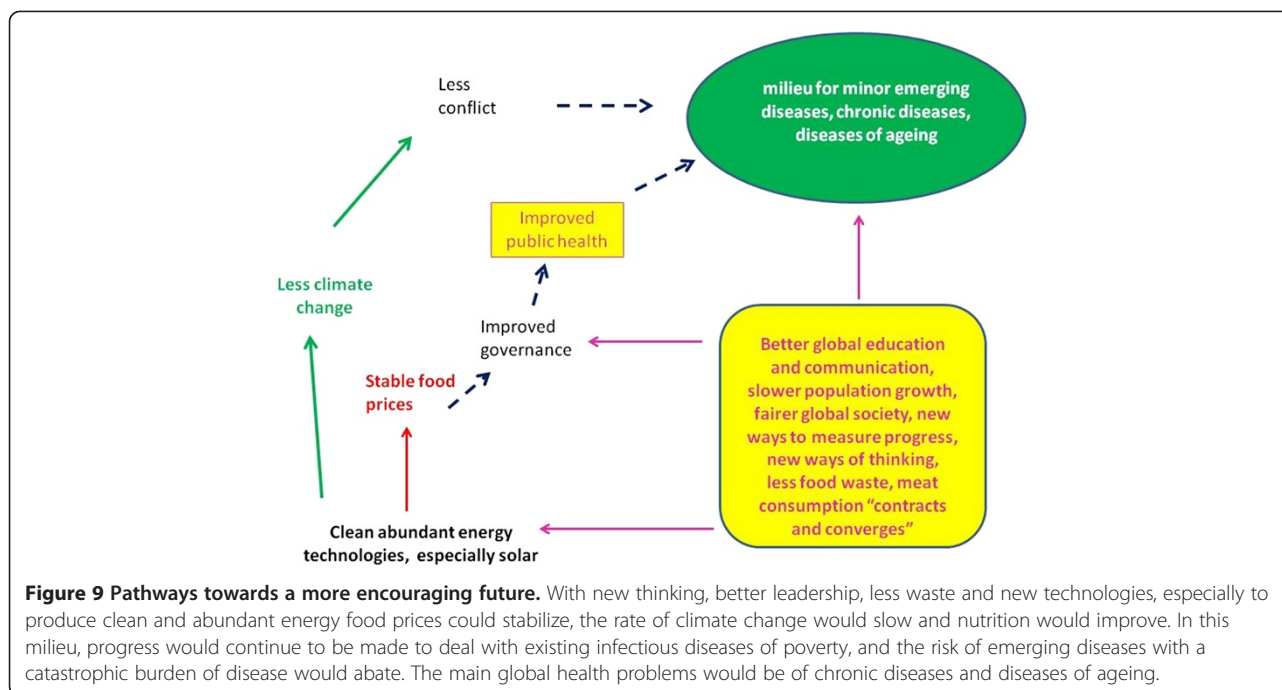 Less
conflict
milieu for minor emerging
diseases, chronic diseases,
diseases of ageing
Improved
public health
Less climate
change
Improved
governance
Stable food
prices
Better global education
and communication,
slower population growth,
fairer global society, new
ways to measure progress,
new ways of thinking,
less food waste, meat
consumption “contracts
and converges”
Clean abundant energy
technologies, especially solar
Figure 9 Pathways towards a more encouraging future. With new thinking, better leadership, less waste and new technologies, especially to
produce clean and abundant energy food prices could stabilize, the rate of climate change would slow and nutrition would improve. In this
milieu, progress would continue to be made to deal with existing infectious diseases of poverty, and the risk of emerging diseases with a
catastrophic burden of disease would abate. The main global health problems would be of chronic diseases and diseases of ageing.